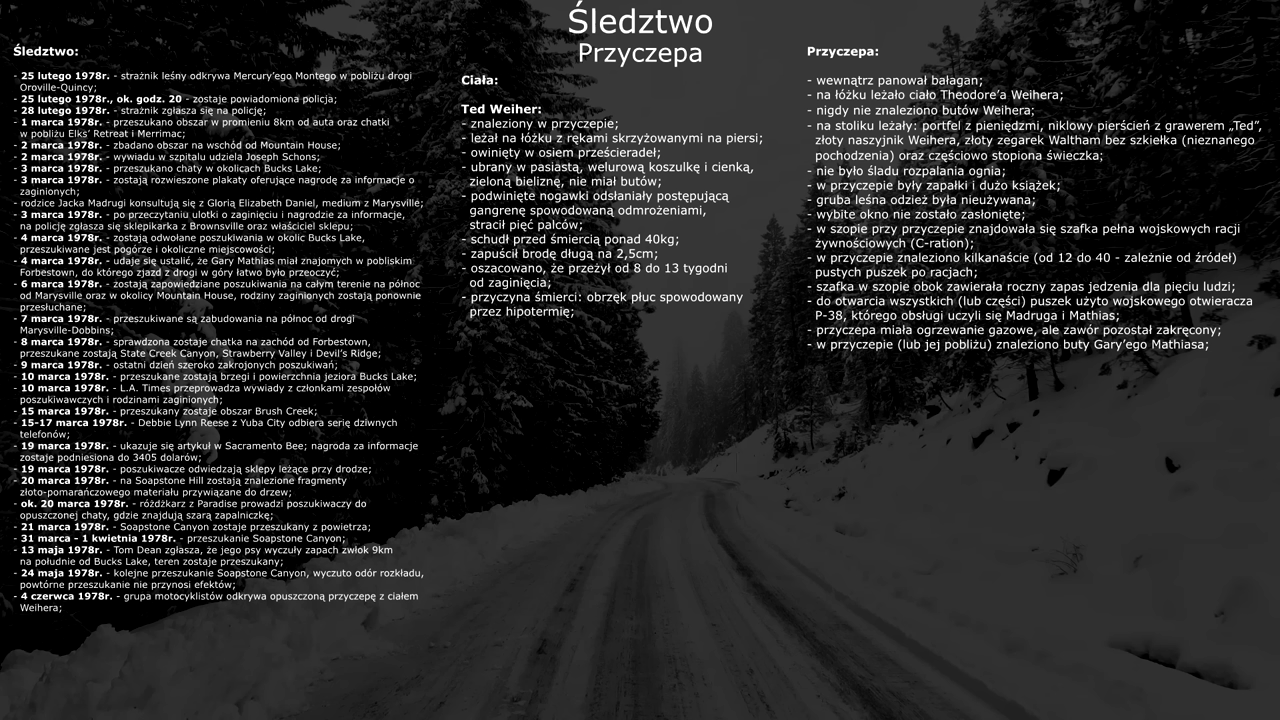 Śledztwo
Przyczepa
Śledztwo:
- 25 lutego 1978r. - strażnik leśny odkrywa Mercury'ego Montego w pobliżu drogi
Oroville-Quincy;
- 25 lutego 1978r., ok. godz. 20 - zostaje powiadomiona policja;
- 28 lutego 1978r. - strażnik zgłasza się na policję;
- 1 marca 1978r. - przeszukano obszar w promieniu 8km od auta oraz chatki
w pobliżu Elks' Retreat i Merrimac;
- 2 marca 1978r. - zbadano obszar na wschód od Mountain House;
- 2 marca 1978r. - wywiadu w szpitalu udziela Joseph Schons;
- 3 marca 1978r. - przeszukano chaty w okolicach Bucks Lake;
- 3 marca 1978r. - zostają rozwieszone plakaty oferujące nagrodę za informacje o
zaginionych;
- rodzice Jacka Madrugi konsultują się z Glorią Elizabeth Daniel, medium z Marysville;
- 3 marca 1978r. - po przeczytaniu ulotki o zaginięciu i nagrodzie za informacje,
na policję zgłasza się sklepikarka z Brownsville oraz właściciel sklepu;
- 4 marca 1978r. - zostają odwołane poszukiwania w okolic Bucks Lake,
przeszukiwane jest pogórze i okoliczne miejscowości;
- 4 marca 1978r. - udaje się ustalić, że Gary Mathias miał znajomych w pobliskim
Forbestown, do którego zjazd z drogi w góry łatwo było przeoczyć;
- 6 marca 1978r. - zostają zapowiedziane poszukiwania na całym terenie na północ
od Marysville oraz w okolicy Mountain House, rodziny zaginionych zostają ponownie
przesłuchane;
- 7 marca 1978r. - przeszukiwane są zabudowania na północ od drogi
Marysville-Dobbins;
- 8 marca 1978r. - sprawdzona zostaje chatka na zachód od Forbestown,
przeszukane zostają State Creek Canyon, Strawberry Valley i Devil's Ridge;
- 9 marca 1978r. - ostatni dzień szeroko zakrojonych poszukiwań;
- 10 marca 1978r. - przeszukane zostają brzegi i powierzchnia jeziora Bucks Lake;
- 10 marca 1978r. - L.A. Times przeprowadza wywiady z członkami zespołów
poszukiwawczych i rodzinami zaginionych;
- 15 marca 1978r. - przeszukany zostaje obszar Brush Creek;
- 15-17 marca 1978r. - Debbie Lynn Reese z Yuba City odbiera serię dziwnych
telefonów;
- 19 marca 1978r. - ukazuje się artykuł w Sacramento Bee; nagroda za informacje
zostaje podniesiona do 3405 dolarów;
- 19 marca 1978r. - poszukiwacze odwiedzają sklepy leżące przy drodze;
- 20 marca 1978r. - na Soapstone Hill zostają znalezione fragmenty
złoto-pomarańczowego materiału przywiązane do drzew;
- ok. 20 marca 1978r. - różdżkarz z Paradise prowadzi poszukiwaczy do
opuszczonej chaty, gdzie znajdują szarą zapalniczkę;
- 21 marca 1978r. - Soapstone Canyon zostaje przeszukany z powietrza;
- 31 marca - 1 kwietnia 1978r. - przeszukanie Soapstone Canyon;
- 13 maja 1978r. - Tom Dean zgłasza, że jego psy wyczuły zapach zwłok 9km
na południe od Bucks Lake, teren zostaje przeszukany;
- 24 maja 1978r. - kolejne przeszukanie Soapstone Canyon, wyczuto odór rozkładu,
powtórne przeszukanie nie przynosi efektów;
- 4 czerwca 1978r. - grupa motocyklistów odkrywa opuszczoną przyczepę z ciałem
Weihera;
Ciała:
Ted Weiher:
- znaleziony w przyczepie;
- leżał na łóżku z rękami skrzyżowanymi na piersi;
- owinięty w osiem prześcieradeł;
- ubrany w pasiastą, welurową koszulkę i cienką,
zieloną bieliznę, nie miał butów;
- podwinięte nogawki odsłaniały postępującą
gangrenę spowodowaną odmrożeniami,
stracił pięć palców;
- schudł przed śmiercią ponad 40kg;
- zapuścił brodę długą na 2,5cm;
- oszacowano, że przeżył od 8 do 13 tygodni
od zaginięcia;
- przyczyna śmierci: obrzęk płuc spowodowany
przez hipotermię;
Przyczepa:
- wewnątrz panował bałagan;
- na łóżku leżało ciało Theodore'a Weihera;
- nigdy nie znaleziono butów Weihera;
- na stoliku leżały: portfel z pieniędzmi, niklowy pierścień z grawerem „Ted”,
złoty naszyjnik Weihera, złoty zegarek Waltham bez szkiełka (nieznanego
pochodzenia) oraz częściowo stopiona świeczka;
- nie było śladu rozpalania ognia;
- w przyczepie były zapałki i dużo książek;
- gruba leśna odzież była nieużywana;
- wybite okno nie zostało zasłonięte;
- w szopie przy przyczepie znajdowała się szafka pełna wojskowych racji
żywnościowych (C-ration);
- w przyczepie znaleziono kilkanaście (od 12 do 40 - zależnie od źródeł)
pustych puszek po racjach;
- szafka w szopie obok zawierała roczny zapas jedzenia dla pięciu ludzi;
- do otwarcia wszystkich (lub części) puszek użyto wojskowego otwieracza
P-38, którego obsługi uczyli się Madruga i Mathias;
- przyczepa miała ogrzewanie gazowe, ale zawór pozostał zakręcony;
- w przyczepie (lub jej pobliżu) znaleziono buty Gary'ego Mathiasa;